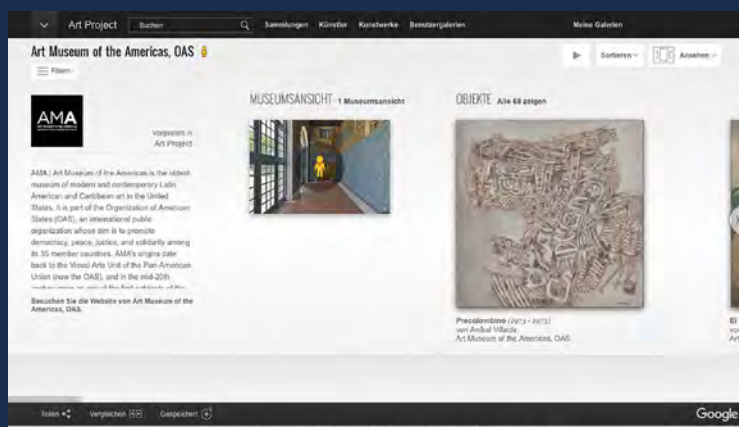 Art Project
Suchen
Sammlungen Künstler Kunstwerke Benutzergalerien
Meine Galerien
Art Museum of the Americas, OAS
Sortieren
Ansehen
Filtern
AMA
Vorgestellt in
Art Project
AMA | Art Museum of the Americas is the oldest
museum of modern and contemporary Latin
American and Caribbean art in the United
States. It is part of the Organization of American
States (OAS), an international public
organization whose aim is to promote
democracy, peace, justice, and solidarity among
its 35 member countries. AMA's origins date
back to the Visual Arts Unit of the Pan American
Union (now the OAS), and in the mid-20th
Besuchen Sie die Website von Art Museum of the
Americas, OAS.
MUSEUMSANSICHT 1 Museumsansicht
OBJEKTE Alle 68 zeigen
Precolombino (1973 - 1973)
von Aníbal Villacís
Art Museum of the Americas, OAS
El
Teilen
Vergleichen
Gespeichert
Google